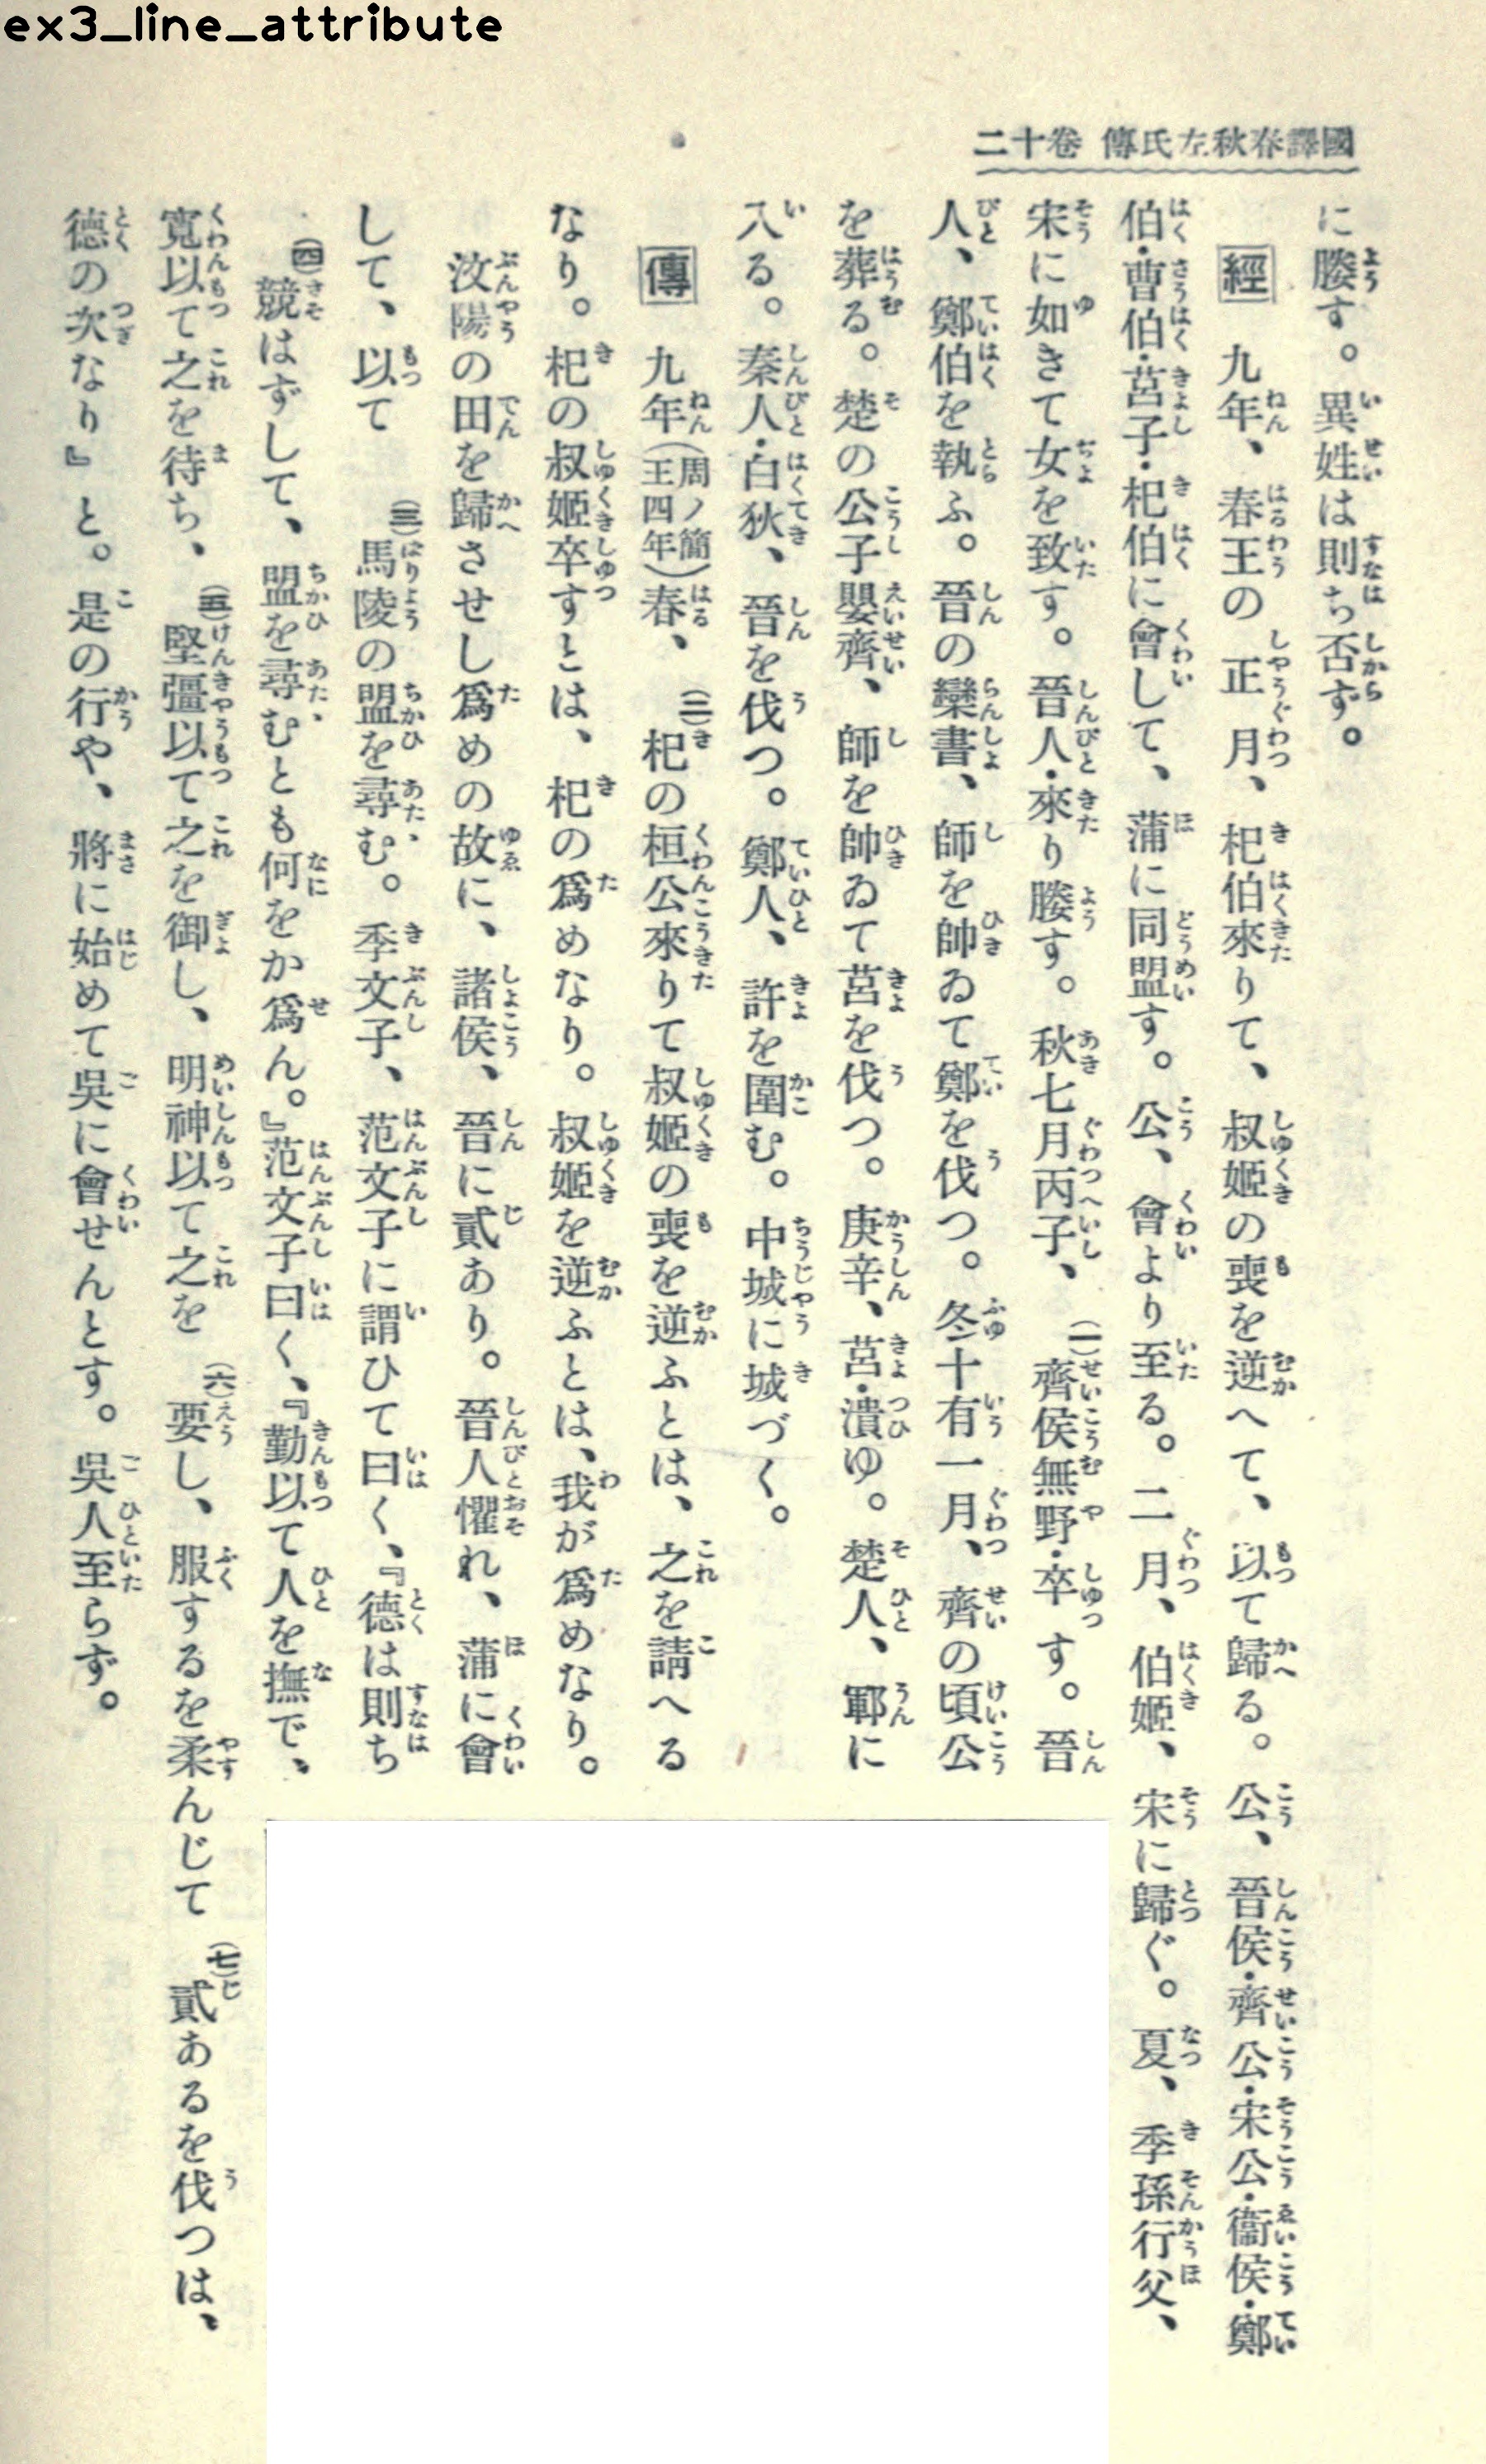 ex3_line_attribute
國譯春秋左氏傳 卷十二
に媵す。異姓は則ち否ず。
經 九年、春王の正月、杞伯來りて、叔姬の喪を逆へて、以て歸る。公、晉侯・齊公・宋公・衞侯・鄭
伯・曹伯・莒子・杞伯に會して、蒲に同盟す。公、會より至る。二月、伯姬、宋に歸ぐ。夏、季孫行父、
宋に如きて女を致す。晉人・來り媵す。秋七月丙子、(一)齊侯無野・卒す。晉
人、鄭伯を執ふ。晉の欒書、師を帥ゐて鄭を伐つ。冬十有一月、齊の頃公
を葬る。楚の公子嬰齊、師を帥ゐて莒を伐つ。庚辛、莒・潰ゆ。楚人、鄆に
入る。秦人・白狄、晉を伐つ。鄭人、許を圍む。中城に城づく。
傳 九年(周ノ簡王四年)春、(二)杞の桓公來りて叔姬の喪を逆ふとは、之を請へる
なり。杞の叔姬卒すとは、杞の爲めなり。叔姬を逆ふとは、我が爲めなり。
汶陽の田を歸させし爲めの故に、諸侯、晉に貳あり。晉人懼れ、蒲に會
して、以て(三)馬陵の盟を尋む。季文子、范文子に謂ひて曰く、『德は則ち
(四)競はずして、盟を尋むとも何をか爲ん。』范文子曰く、『勤以て人を撫で、
寬以て之を待ち、(五)堅彊以て之を御し、明神以て之を(六)要し、服するを柔んじて(七)貳あるを伐つは、
德の次なり』と。是の行や、將に始めて吳に會せんとす。吳人至らず。